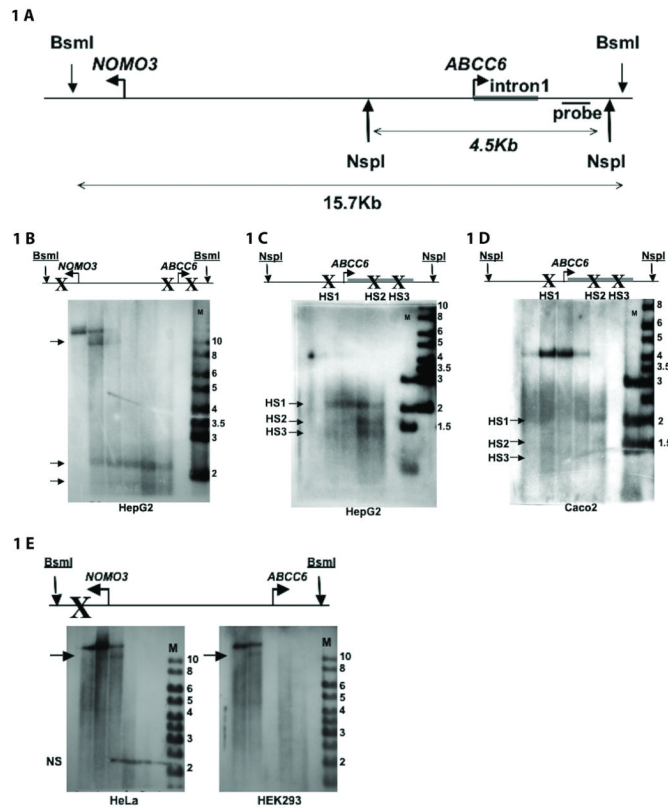 1 A
BsmI NOMO3 ABCC6 BsmI
intron1
probe
4.5Kb
NspI NspI
15.7Kb
1 B
BsmI NOMO3 ABCC6 BsmI
X X X
M
10
8
6
5
4
3.5
3
2
HepG2
1 C
NspI ABCC6 NspI
X X X
HS1 HS2 HS3
M
10
8
6
5
4
3.5
3
2
1.5
HS1
HS2
HS3
HepG2
1 D
NspI ABCC6 NspI
X X X
HS1 HS2 HS3
M
8
6
5
4
3.5
3
2
1.5
HS1
HS2
HS3
Caco2
1 E
BsmI NOMO3 ABCC6 BsmI
X
M
10
8
6
5
4
3
2
NS
HeLa
M
10
8
6
5
4
3
2
HEK293